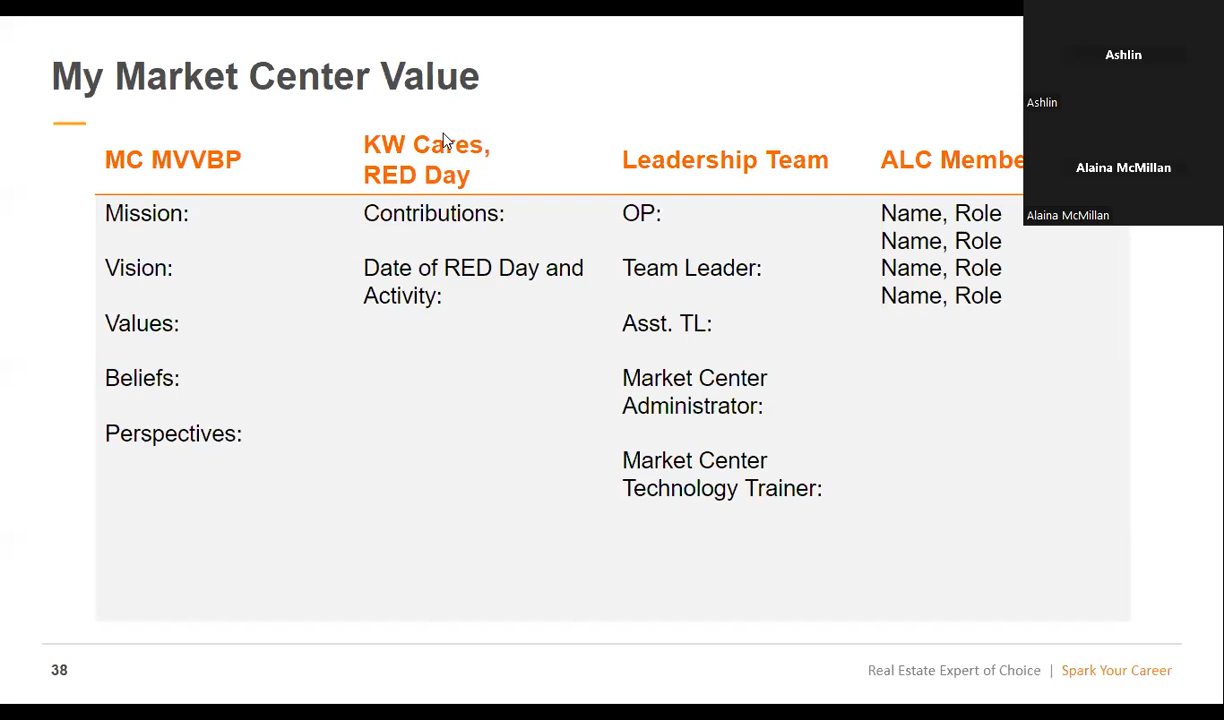 My Market Center Value
MC MVVBP
Mission:
Vision:
Values:
Beliefs:
Perspectives:
KW Cares,
RED Day
Contributions:
Date of RED Day and
Activity:
Leadership Team
OP:
Team Leader:
Asst. TL:
Market Center
Administrator:
Market Center
Technology Trainer:
ALC Membe
Name, Role
Name, Role
Name, Role
Name, Role
Ashlin
Ashlin
Alaina McMillan
Alaina McMillan
38
Real Estate Expert of Choice | Spark Your Career